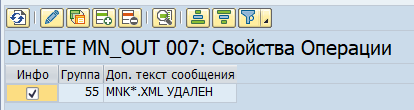 DELETE MN_OUT 007: Свойства Операции
Инфо Группа Доп. текст сообщения
55 MNK*.XML УДАЛЕН